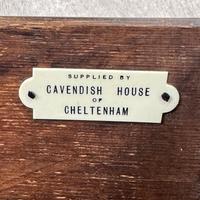 SUPPLIED BY
CAVENDISH HOUSE
OF
CHELTENHAM